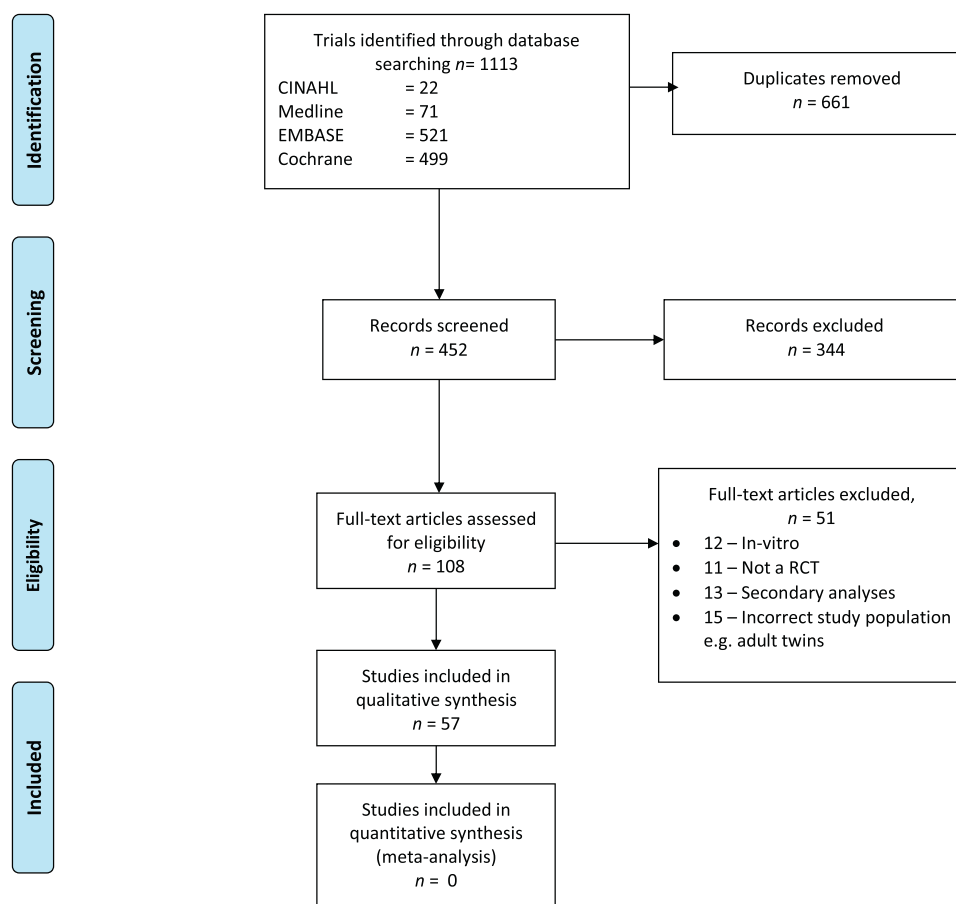 Identification
Trials identified through database
searching n= 1113
CINAHL = 22
Medline = 71
EMBASE = 521
Cochrane = 499
Duplicates removed
n = 661
Screening
Records screened
n = 452
Records excluded
n = 344
Eligibility
Full-text articles assessed
for eligibility
n = 108
Full-text articles excluded,
n = 51
• 12 – In-vitro
• 11 – Not a RCT
• 13 – Secondary analyses
• 15 – Incorrect study population
e.g. adult twins
Included
Studies included in
qualitative synthesis
n = 57
Studies included in
quantitative synthesis
(meta-analysis)
n = 0